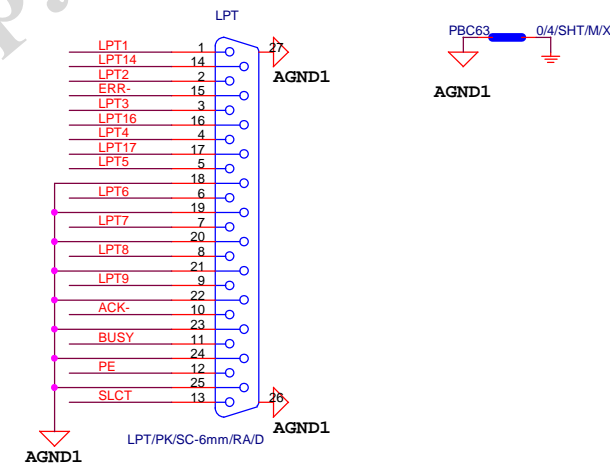 LPT
PBC63 0/4/SHT/M/X
AGND1
LPT1 1 27
LPT14 14
AGND1
LPT2 2
ERR- 15
LPT3 3
LPT16 16
LPT4 4
LPT17 17
LPT5 5
18
LPT6 6
19
LPT7 7
20
LPT8 8
21
LPT9 9
22
ACK- 10
23
BUSY 11
24
PE 12
25
SLCT 13 26
AGND1
LPT/PK/SC-6mm/RA/D
AGND1